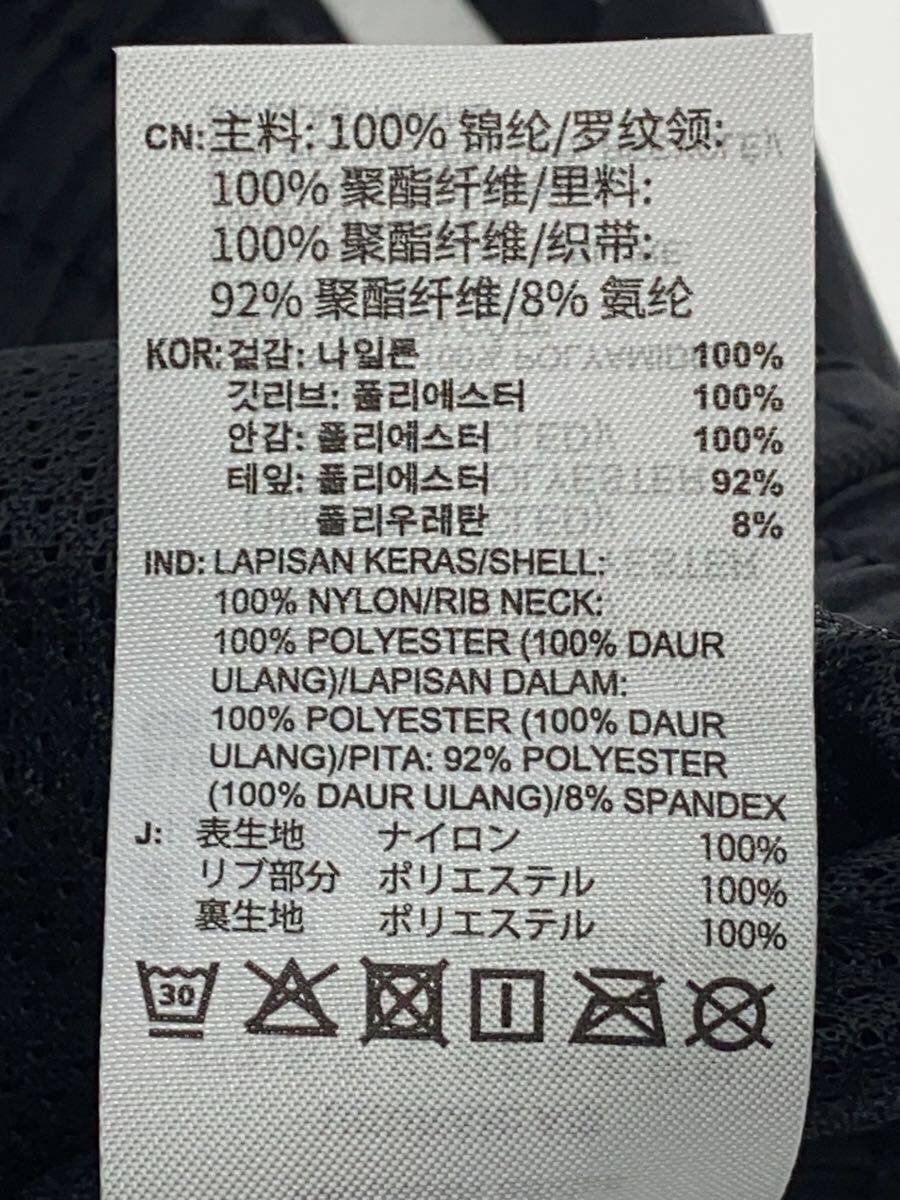 CN: 主料: 100% 锦纶/罗纹领:
100% 聚酯纤维/里料:
100% 聚酯纤维/织带:
92% 聚酯纤维/8% 氨纶
KOR: 겉감: 나일론 100%
깃리브: 폴리에스터 100%
안감: 폴리에스터 100%
테잎: 폴리에스터 92%
폴리우레탄 8%
IND: LAPISAN KERAS/SHELL:
100% NYLON/RIB NECK:
100% POLYESTER (100% DAUR
ULANG)/LAPISAN DALAM:
100% POLYESTER (100% DAUR
ULANG)/PITA: 92% POLYESTER
(100% DAUR ULANG)/8% SPANDEX
J: 表生地 ナイロン 100%
リブ部分 ポリエステル 100%
裏生地 ポリエステル 100%
30